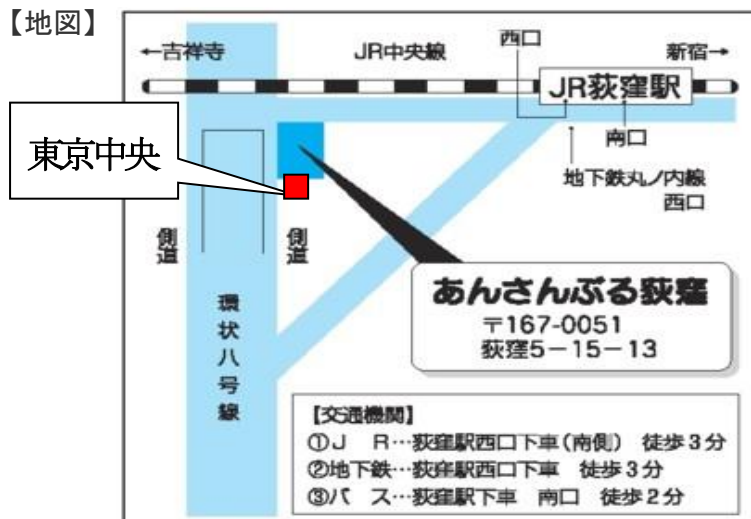 【地図】
←吉祥寺
JR中央線
西口
新宿→
JR荻窪駅
東京中央
南口
地下鉄丸ノ内線
西口
側道
側道
環状八号線
あんさんぶる荻窪
〒167-0051
荻窪5－15－13
【交通機関】
①J　R…荻窪駅西口下車(南側)　徒歩3分
②地下鉄…荻窪駅西口下車　徒歩3分
③バ　ス…荻窪駅下車　南口　徒歩2分